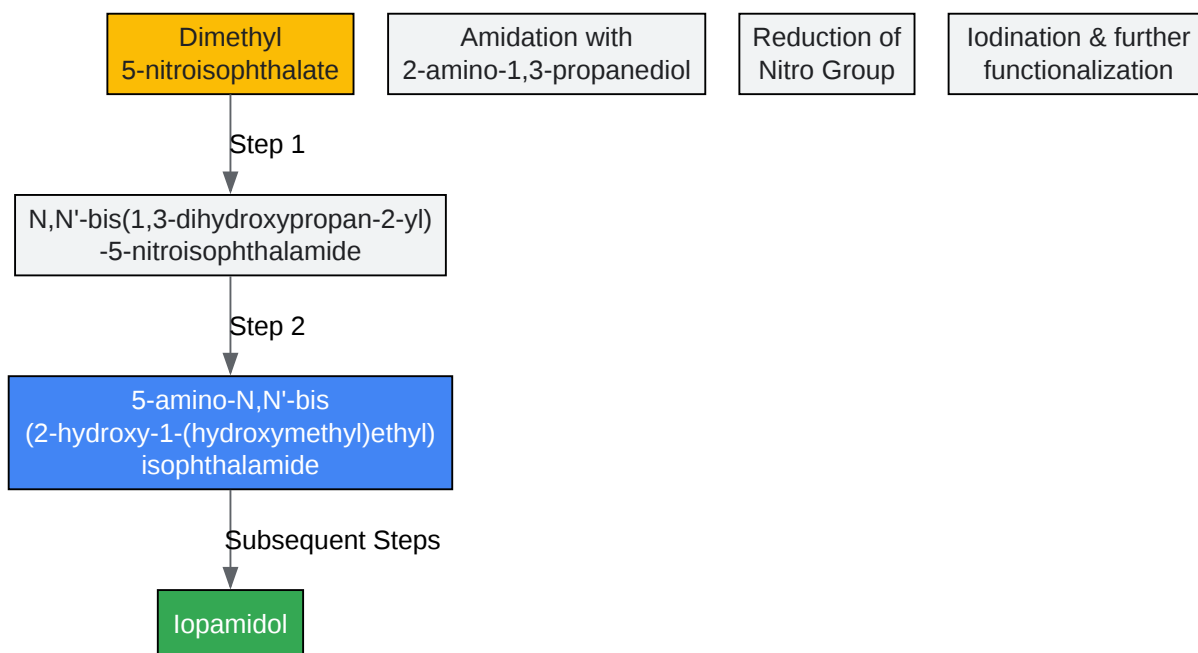 Dimethyl
5-nitroisophthalate
Amidation with
2-amino-1,3-propanediol
Reduction of
Nitro Group
Iodination & further
functionalization
Step 1
N,N'-bis(1,3-dihydroxypropan-2-yl)
-5-nitroisophthalamide
Step 2
5-amino-N,N'-bis
(2-hydroxy-1-(hydroxymethyl)ethyl)
isophthalamide
Subsequent Steps
Iopamidol